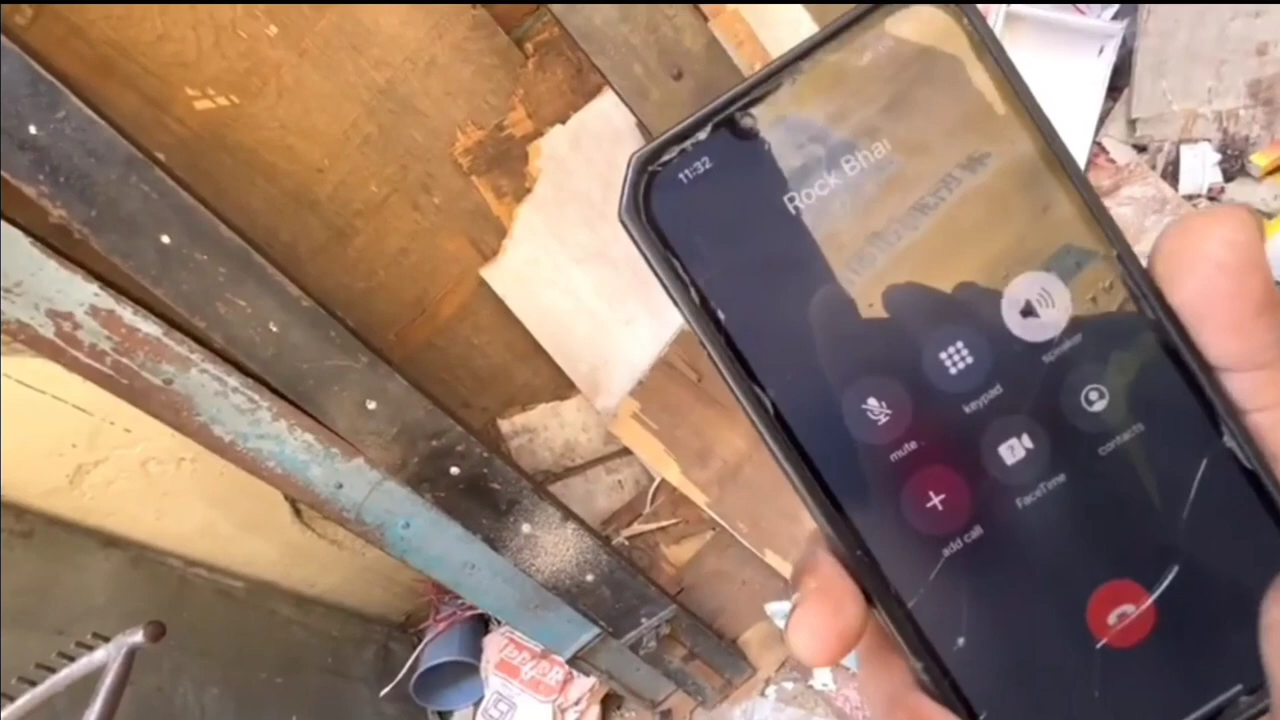 11:32
Rock Bhai
speaker
keypad
mute
contacts
FaceTime
add call